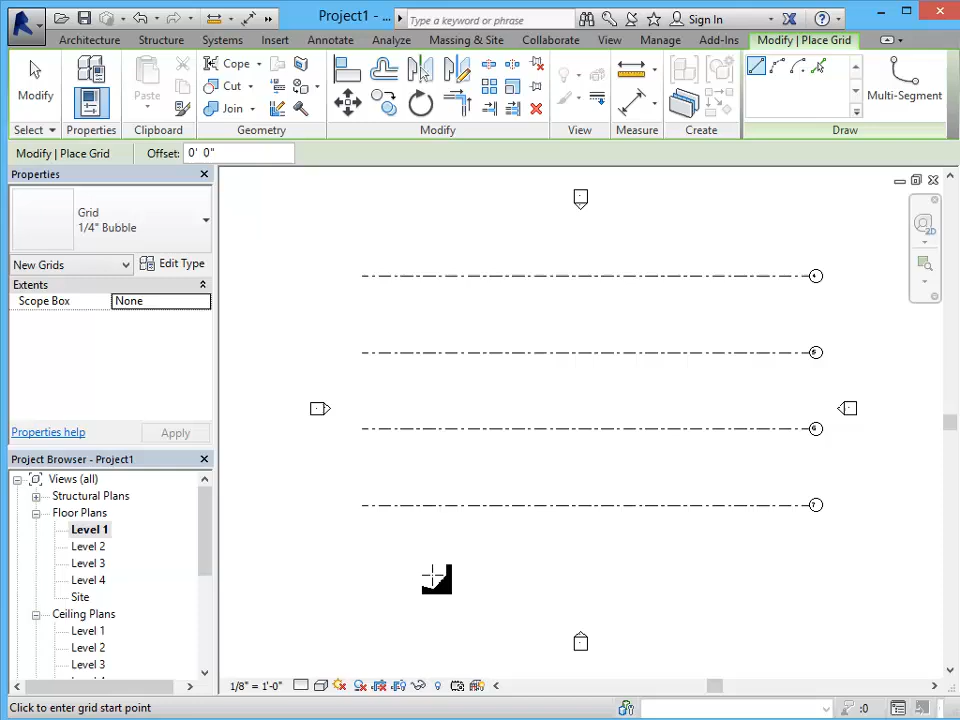 Project1 - ...
Type a keyword or phrase
Sign In
Architecture
Structure
Systems
Insert
Annotate
Analyze
Massing & Site
Collaborate
View
Manage
Add-Ins
Modify | Place Grid
Modify
Paste
Cope
Cut
Join
Multi-Segment
Select
Properties
Clipboard
Geometry
Modify
View
Measure
Create
Draw
Modify | Place Grid
Offset:
0' 0"
Properties
Grid
1/4" Bubble
New Grids
Edit Type
Extents
Scope Box
None
Properties help
Apply
Project Browser - Project1
Views (all)
Structural Plans
Floor Plans
Level 1
Level 2
Level 3
Level 4
Site
Ceiling Plans
Level 1
Level 2
Level 3
2D
1/8" = 1'-0"
Click to enter grid start point
:0